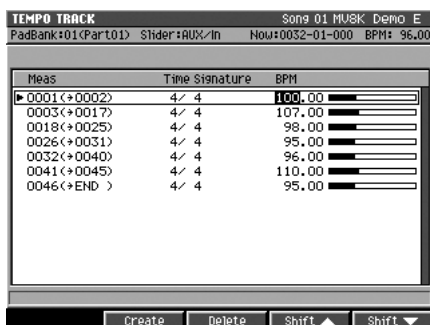 TEMPO TRACK Song 01 MV8K Demo E
PadBank:01(Part01) Slider:AUX/In Now:0032-01-000 BPM: 96.00
Meas Time Signature BPM
▶0001(→0002) 4/ 4 100.00
0003(→0017) 4/ 4 107.00
0018(→0025) 4/ 4 98.00
0026(→0031) 4/ 4 95.00
0032(→0040) 4/ 4 96.00
0041(→0045) 4/ 4 110.00
0046(→END ) 4/ 4 95.00
Create Delete Shift ▲ Shift ▼